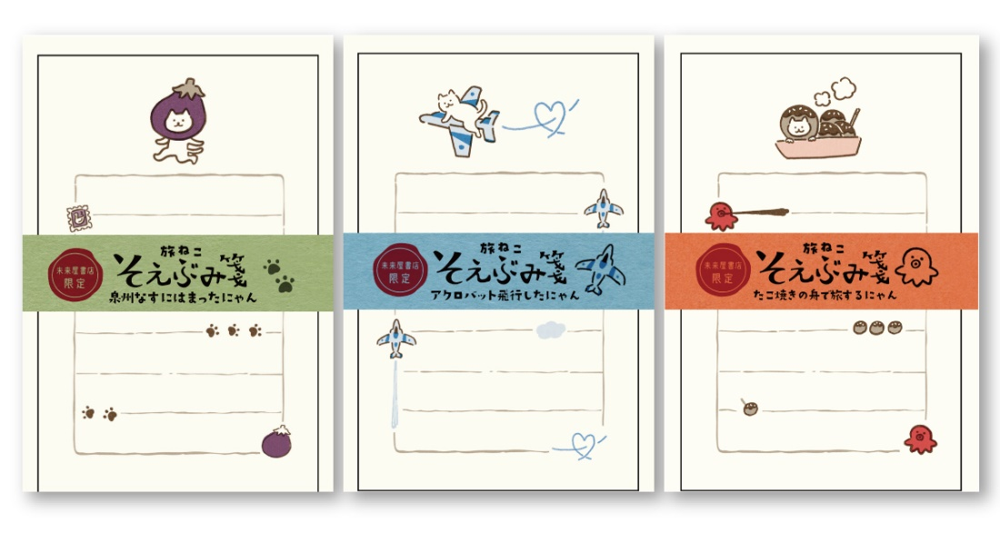 未来屋書店
限定
旅ねこ
そえぶみ箋
泉州なすにはまったにゃん
未来屋書店
限定
旅ねこ
そえぶみ箋
アクロバット飛行したにゃん
未来屋書店
限定
旅ねこ
そえぶみ箋
たこ焼きの舟で旅するにゃん